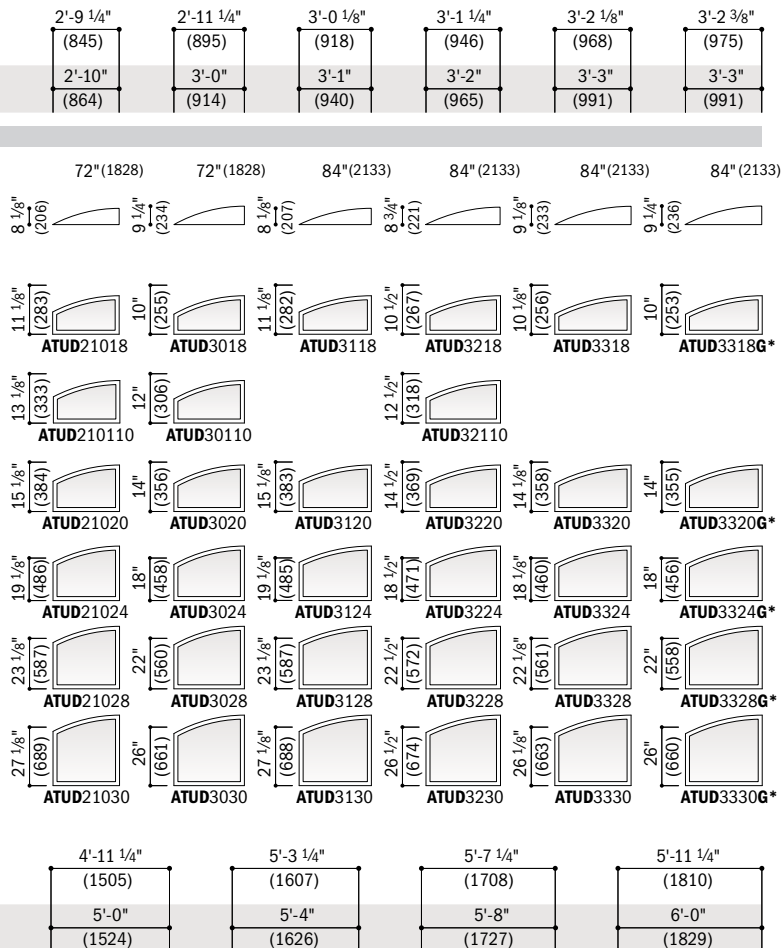 2'-9 1/4" 2'-11 1/4" 3'-0 1/8" 3'-1 1/4" 3'-2 1/8" 3'-2 3/8"
(845) (895) (918) (946) (968) (975)
2'-10" 3'-0" 3'-1" 3'-2" 3'-3" 3'-3"
(864) (914) (940) (965) (991) (991)
72"(1828) 72"(1828) 84"(2133) 84"(2133) 84"(2133) 84"(2133)
8 1/8" (206) 9 1/4" (234) 8 1/8" (207) 8 3/4" (221) 9 1/8" (233) 9 1/4" (236)
11 1/8" (283) 10" (255) 11 1/8" (282) 10 1/2" (267) 10 1/8" (256) 10" (253)
ATUD21018 ATUD3018 ATUD3118 ATUD3218 ATUD3318 ATUD3318G*
13 1/8" (333) 12" (306) 12 1/2" (318)
ATUD210110 ATUD30110 ATUD32110
15 1/8" (384) 14" (356) 15 1/8" (383) 14 1/2" (369) 14 1/8" (358) 14" (355)
ATUD21020 ATUD3020 ATUD3120 ATUD3220 ATUD3320 ATUD3320G*
19 1/8" (486) 18" (458) 19 1/8" (485) 18 1/2" (471) 18 1/8" (460) 18" (456)
ATUD21024 ATUD3024 ATUD3124 ATUD3224 ATUD3324 ATUD3324G*
23 1/8" (587) 22" (560) 23 1/8" (587) 22 1/2" (572) 22 1/8" (561) 22" (558)
ATUD21028 ATUD3028 ATUD3128 ATUD3228 ATUD3328 ATUD3328G*
27 1/8" (689) 26" (661) 27 1/8" (688) 26 1/2" (674) 26 1/8" (663) 26" (660)
ATUD21030 ATUD3030 ATUD3130 ATUD3230 ATUD3330 ATUD3330G*
4'-11 1/4" 5'-3 1/4" 5'-7 1/4" 5'-11 1/4"
(1505) (1607) (1708) (1810)
5'-0" 5'-4" 5'-8" 6'-0"
(1524) (1626) (1727) (1829)